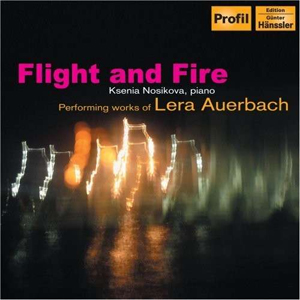 Profil
Edition
Günter
Hänssler
Flight and Fire
Ksenia Nosikova, piano
Performing works of Lera Auerbach